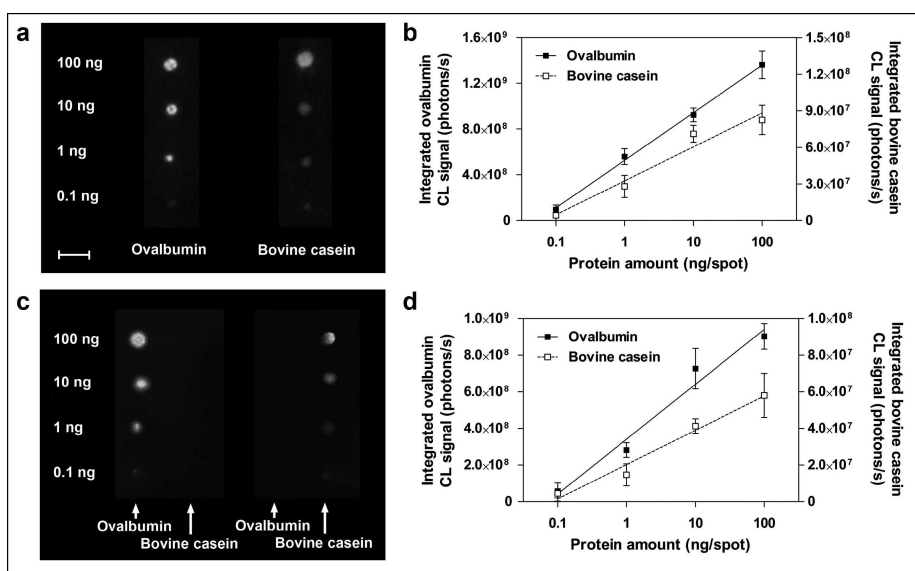 a
100 ng
10 ng
1 ng
0.1 ng
Ovalbumin
Bovine casein
b
Integrated ovalbumin
CL signal (photons/s)
1.6×10⁹
1.2×10⁹
8.0×10⁸
4.0×10⁸
0
Ovalbumin
Bovine casein
1.5×10⁸
1.2×10⁸
9.0×10⁷
6.0×10⁷
3.0×10⁷
0
Integrated bovine casein
CL signal (photons/s)
0.1
1
10
100
Protein amount (ng/spot)
c
100 ng
10 ng
1 ng
0.1 ng
Ovalbumin
Bovine casein
Ovalbumin
Bovine casein
d
Integrated ovalbumin
CL signal (photons/s)
1.0×10⁹
8.0×10⁸
6.0×10⁸
4.0×10⁸
2.0×10⁸
0
Ovalbumin
Bovine casein
1.0×10⁸
8.0×10⁷
6.0×10⁷
4.0×10⁷
2.0×10⁷
0
Integrated bovine casein
CL signal (photons/s)
0.1
1
10
100
Protein amount (ng/spot)